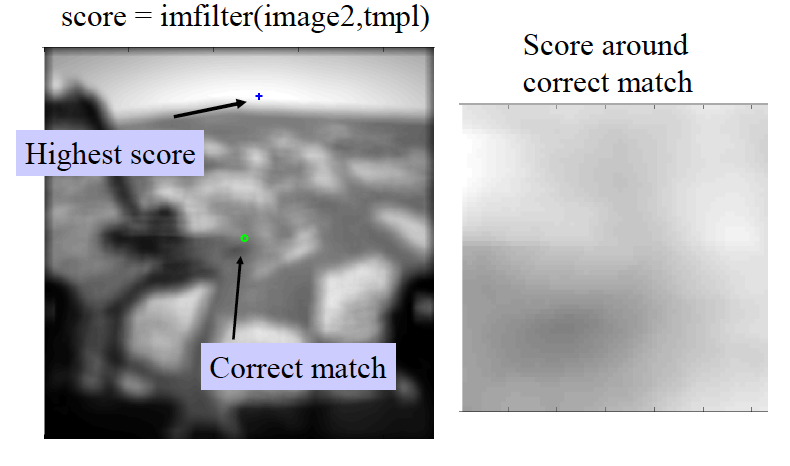 score = imfilter(image2,tmpl)
Score around
correct match
Highest score
Correct match